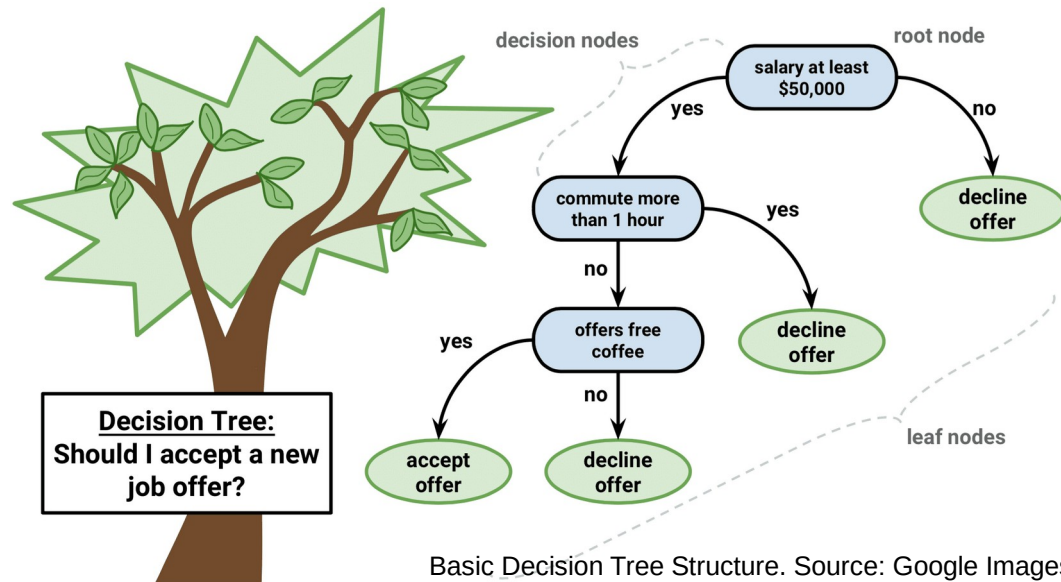 decision nodes
root node
salary at least
$50,000
yes
no
commute more
than 1 hour
yes
decline
offer
no
offers free
coffee
decline
offer
yes
no
leaf nodes
Decision Tree:
Should I accept a new
job offer?
accept
offer
decline
offer
Basic Decision Tree Structure. Source: Google Images